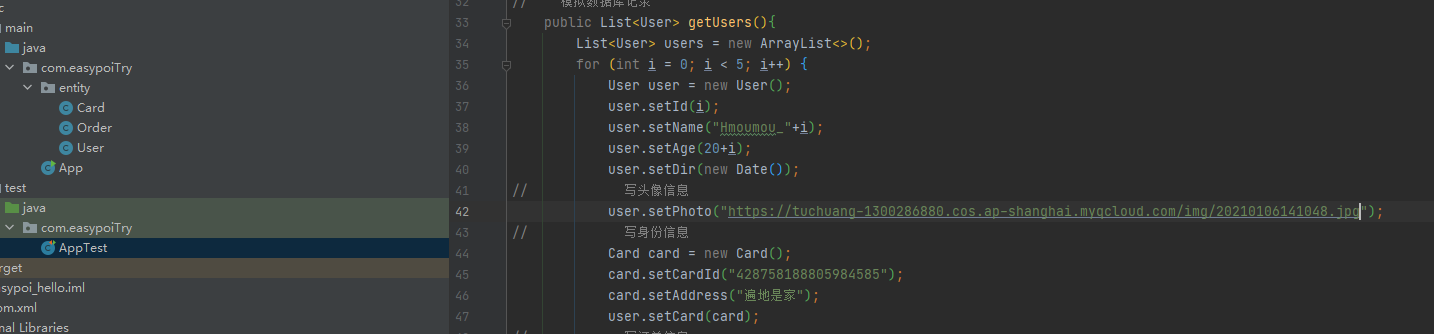 c
main
java
com.easypoiTry
entity
Card
Order
User
App
test
java
com.easypoiTry
AppTest
rget
sypoi_hello.iml
om.xml
nal Libraries
32 // 模拟数据库记录
33 public List<User> getUsers(){
34 List<User> users = new ArrayList<>();
35 for (int i = 0; i < 5; i++) {
36 User user = new User();
37 user.setId(i);
38 user.setName("Hmoumou_"+i);
39 user.setAge(20+i);
40 user.setDir(new Date());
41 // 写头像信息
42 user.setPhoto("https://tuchuang-1300286880.cos.ap-shanghai.myqcloud.com/img/20210106141048.jpg");
43 // 写身份信息
44 Card card = new Card();
45 card.setCardId("428758188805984585");
46 card.setAddress("遍地是家");
47 user.setCard(card);
// 写订单信息